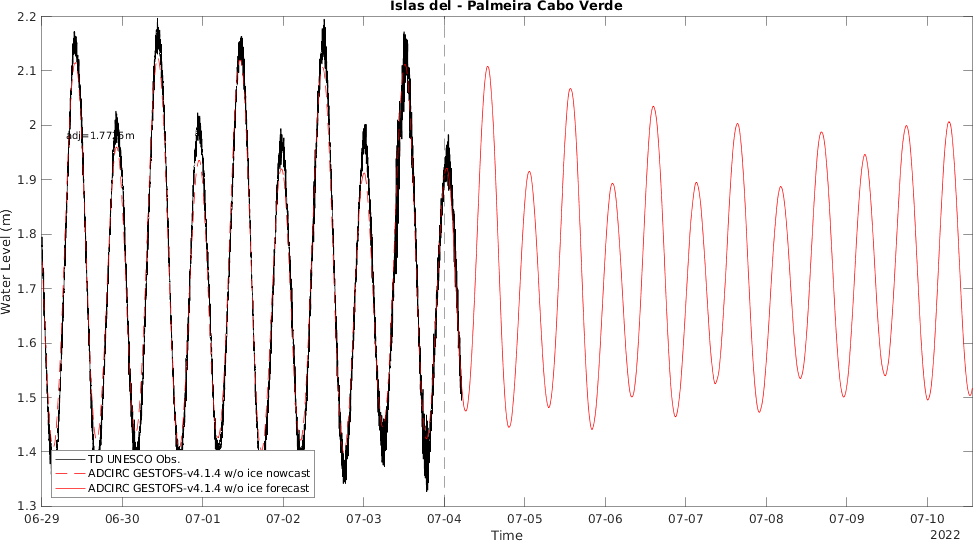 Islas del - Palmeira Cabo Verde
2.2
2.1
2
1.9
1.8
1.7
1.6
1.5
1.4
1.3
Water Level (m)
adj=1.7735m
TD UNESCO Obs.
ADCIRC GESTOFS-v4.1.4 w/o ice nowcast
ADCIRC GESTOFS-v4.1.4 w/o ice forecast
06-29 06-30 07-01 07-02 07-03 07-04 07-05 07-06 07-07 07-08 07-09 07-10
Time
2022